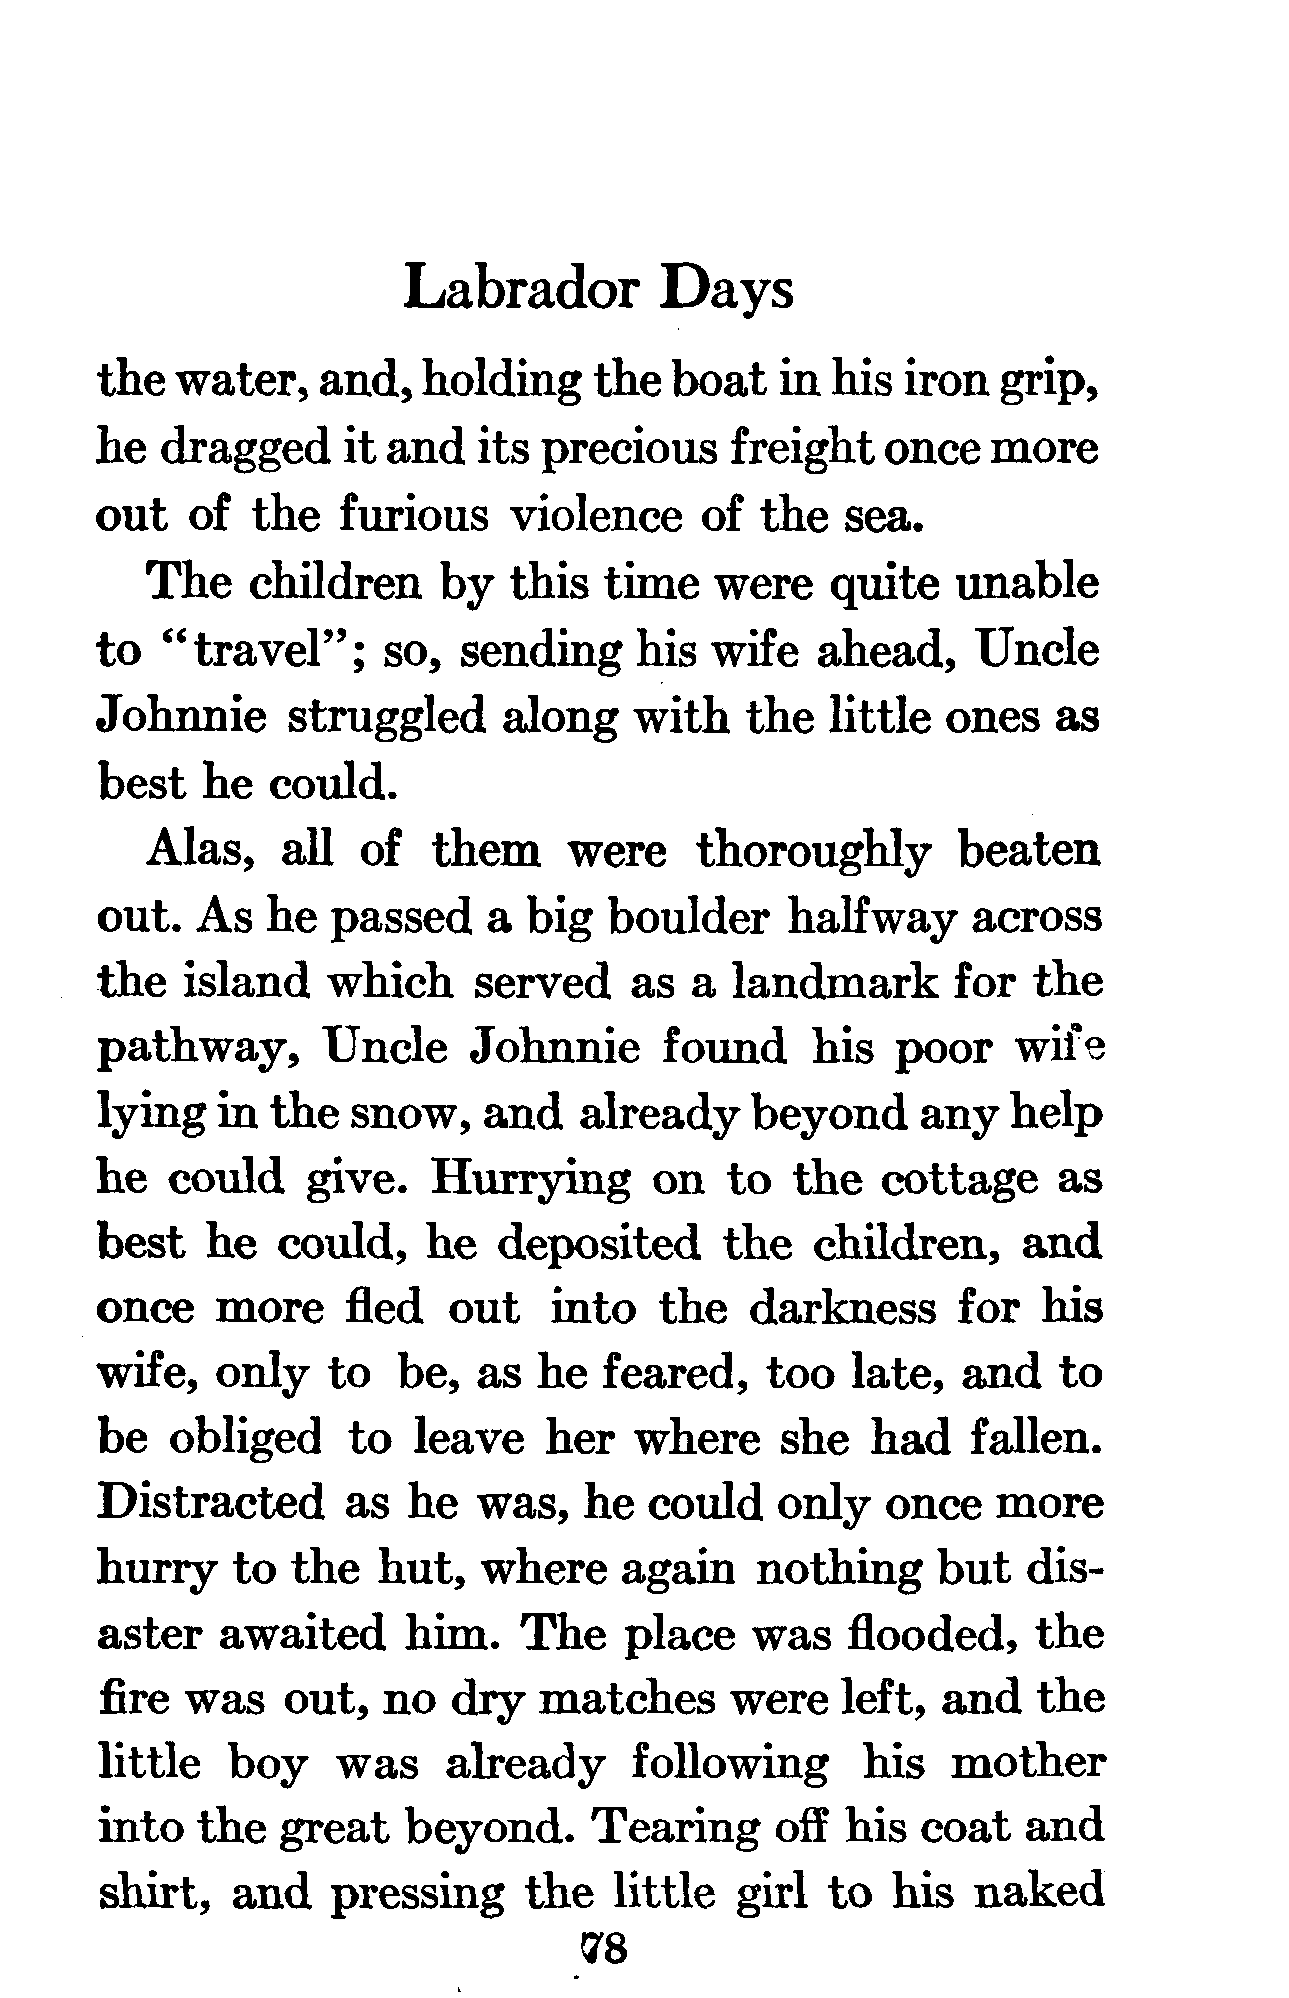 Labrador Days
the water, and, holding the boat in his iron grip,
he dragged it and its precious freight once more
out of the furious violence of the sea.
The children by this time were quite unable
to “travel”; so, sending his wife ahead, Uncle
Johnnie struggled along with the little ones as
best he could.
Alas, all of them were thoroughly beaten
out. As he passed a big boulder halfway across
the island which served as a landmark for the
pathway, Uncle Johnnie found his poor wife
lying in the snow, and already beyond any help
he could give. Hurrying on to the cottage as
best he could, he deposited the children, and
once more fled out into the darkness for his
wife, only to be, as he feared, too late, and to
be obliged to leave her where she had fallen.
Distracted as he was, he could only once more
hurry to the hut, where again nothing but dis-
aster awaited him. The place was flooded, the
fire was out, no dry matches were left, and the
little boy was already following his mother
into the great beyond. Tearing off his coat and
shirt, and pressing the little girl to his naked
78